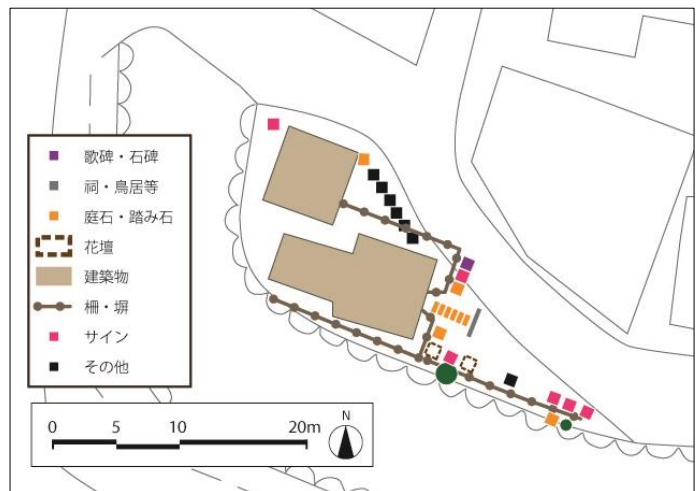 歌碑・石碑
祠・鳥居等
庭石・踏み石
花壇
建築物
柵・塀
サイン
その他
0 5 10 20m
N